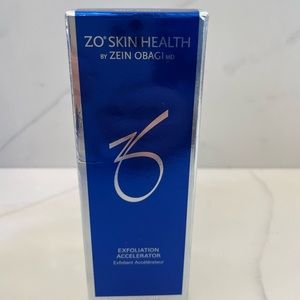 ZO® SKIN HEALTH
BY ZEIN OBAGI MD
EXFOLIATION
ACCELERATOR
Exfoliant Accélérateur